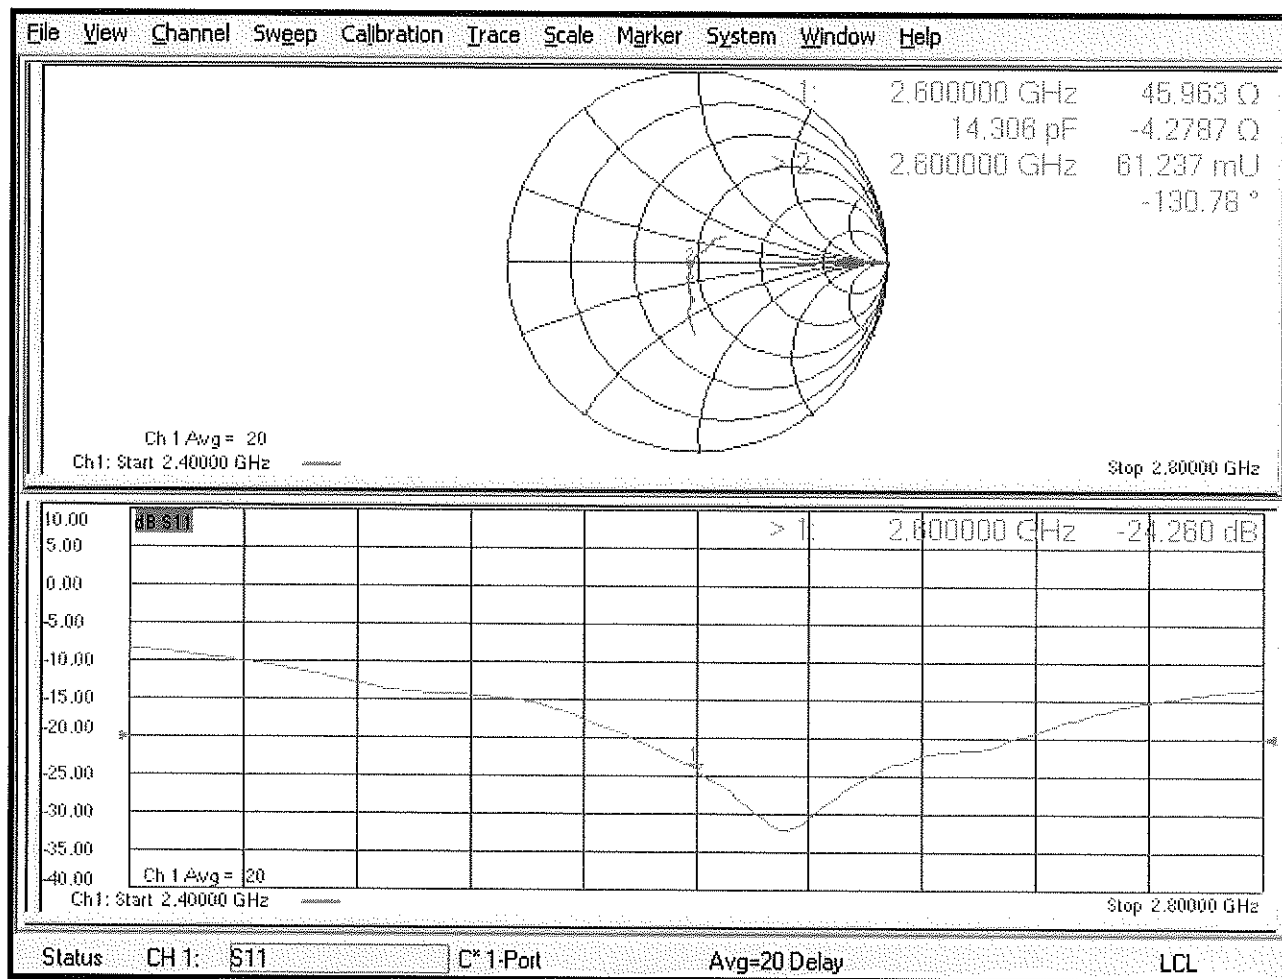 File View Channel Sweep Calibration Trace Scale Marker System Window Help
1: 2.600000 GHz 45.963 Ω
14.306 pF -4.2787 Ω
> 2: 2.600000 GHz 61.237 mU
-130.78 °
2
Ch 1 Avg = 20
Ch1: Start 2.40000 GHz
Stop 2.80000 GHz
10.00
dB S11
> 1: 2.600000 GHz -24.260 dB
5.00
0.00
-5.00
-10.00
-15.00
-20.00
-25.00
-30.00
-35.00
-40.00
1
Ch 1 Avg = 20
Ch1: Start 2.40000 GHz
Stop 2.80000 GHz
Status CH 1: S11 C* 1-Port Avg=20 Delay LCL